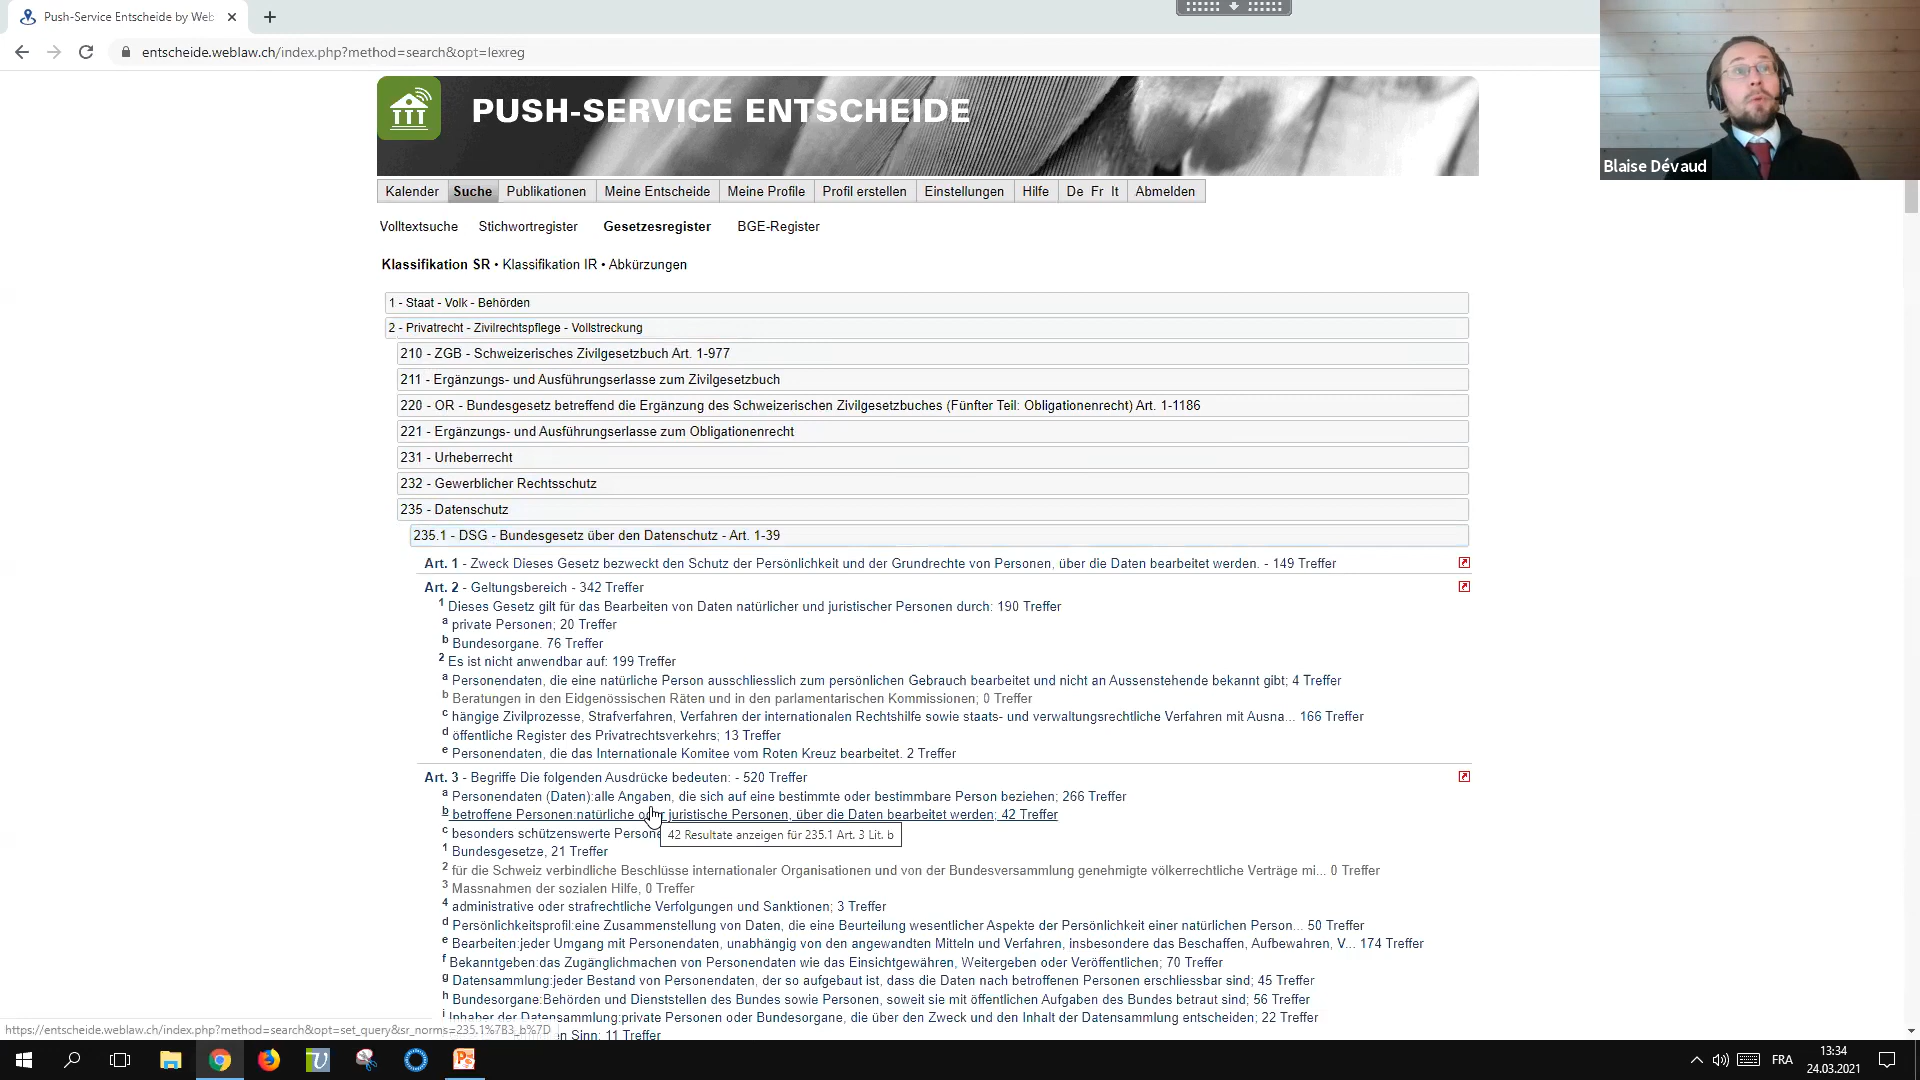 Push-Service Entscheide by Web
entscheide.weblaw.ch/index.php?method=search&opt=lexreg
PUSH-SERVICE ENTSCHEIDE
Blaise Dévaud
Kalender Suche Publikationen Meine Entscheide Meine Profile Profil erstellen Einstellungen Hilfe De Fr It Abmelden
Volltextsuche Stichwortregister Gesetzesregister BGE-Register
Klassifikation SR • Klassifikation IR • Abkürzungen
1 - Staat - Volk - Behörden
2 - Privatrecht - Zivilrechtspflege - Vollstreckung
210 - ZGB - Schweizerisches Zivilgesetzbuch Art. 1-977
211 - Ergänzungs- und Ausführungserlasse zum Zivilgesetzbuch
220 - OR - Bundesgesetz betreffend die Ergänzung des Schweizerischen Zivilgesetzbuches (Fünfter Teil: Obligationenrecht) Art. 1-1186
221 - Ergänzungs- und Ausführungserlasse zum Obligationenrecht
231 - Urheberrecht
232 - Gewerblicher Rechtsschutz
235 - Datenschutz
235.1 - DSG - Bundesgesetz über den Datenschutz - Art. 1-39
Art. 1 - Zweck Dieses Gesetz bezweckt den Schutz der Persönlichkeit und der Grundrechte von Personen, über die Daten bearbeitet werden. - 149 Treffer
Art. 2 - Geltungsbereich - 342 Treffer
1 Dieses Gesetz gilt für das Bearbeiten von Daten natürlicher und juristischer Personen durch: 190 Treffer
a private Personen; 20 Treffer
b Bundesorgane. 76 Treffer
2 Es ist nicht anwendbar auf: 199 Treffer
a Personendaten, die eine natürliche Person ausschliesslich zum persönlichen Gebrauch bearbeitet und nicht an Aussenstehende bekannt gibt; 4 Treffer
b Beratungen in den Eidgenössischen Räten und in den parlamentarischen Kommissionen; 0 Treffer
c hängige Zivilprozesse, Strafverfahren, Verfahren der internationalen Rechtshilfe sowie staats- und verwaltungsrechtliche Verfahren mit Ausna... 166 Treffer
d öffentliche Register des Privatrechtsverkehrs; 13 Treffer
e Personendaten, die das Internationale Komitee vom Roten Kreuz bearbeitet. 2 Treffer
Art. 3 - Begriffe Die folgenden Ausdrücke bedeuten: - 520 Treffer
a Personendaten (Daten):alle Angaben, die sich auf eine bestimmte oder bestimmbare Person beziehen; 266 Treffer
b betroffene Personen:natürliche oder juristische Personen, über die Daten bearbeitet werden; 42 Treffer
c besonders schützenswerte Persone
42 Resultate anzeigen für 235.1 Art. 3 Lit. b
1 Bundesgesetze, 21 Treffer
2 für die Schweiz verbindliche Beschlüsse internationaler Organisationen und von der Bundesversammlung genehmigte völkerrechtliche Verträge mi... 0 Treffer
3 Massnahmen der sozialen Hilfe, 0 Treffer
4 administrative oder strafrechtliche Verfolgungen und Sanktionen; 3 Treffer
d Persönlichkeitsprofil:eine Zusammenstellung von Daten, die eine Beurteilung wesentlicher Aspekte der Persönlichkeit einer natürlichen Person... 50 Treffer
e Bearbeiten:jeder Umgang mit Personendaten, unabhängig von den angewandten Mitteln und Verfahren, insbesondere das Beschaffen, Aufbewahren, V... 174 Treffer
f Bekanntgeben:das Zugänglichmachen von Personendaten wie das Einsichtgewähren, Weitergeben oder Veröffentlichen; 70 Treffer
g Datensammlung:jeder Bestand von Personendaten, der so aufgebaut ist, dass die Daten nach betroffenen Personen erschliessbar sind; 45 Treffer
h Bundesorgane:Behörden und Dienststellen des Bundes sowie Personen, soweit sie mit öffentlichen Aufgaben des Bundes betraut sind; 56 Treffer
i Inhaber der Datensammlung:private Personen oder Bundesorgane, die über den Zweck und den Inhalt der Datensammlung entscheiden; 22 Treffer
https://entscheide.weblaw.ch/index.php?method=search&opt=set_query&sr_norms=235.1%7B3_b%7D
en Sinn: 11 Treffer
FRA
13:34
24.03.2021